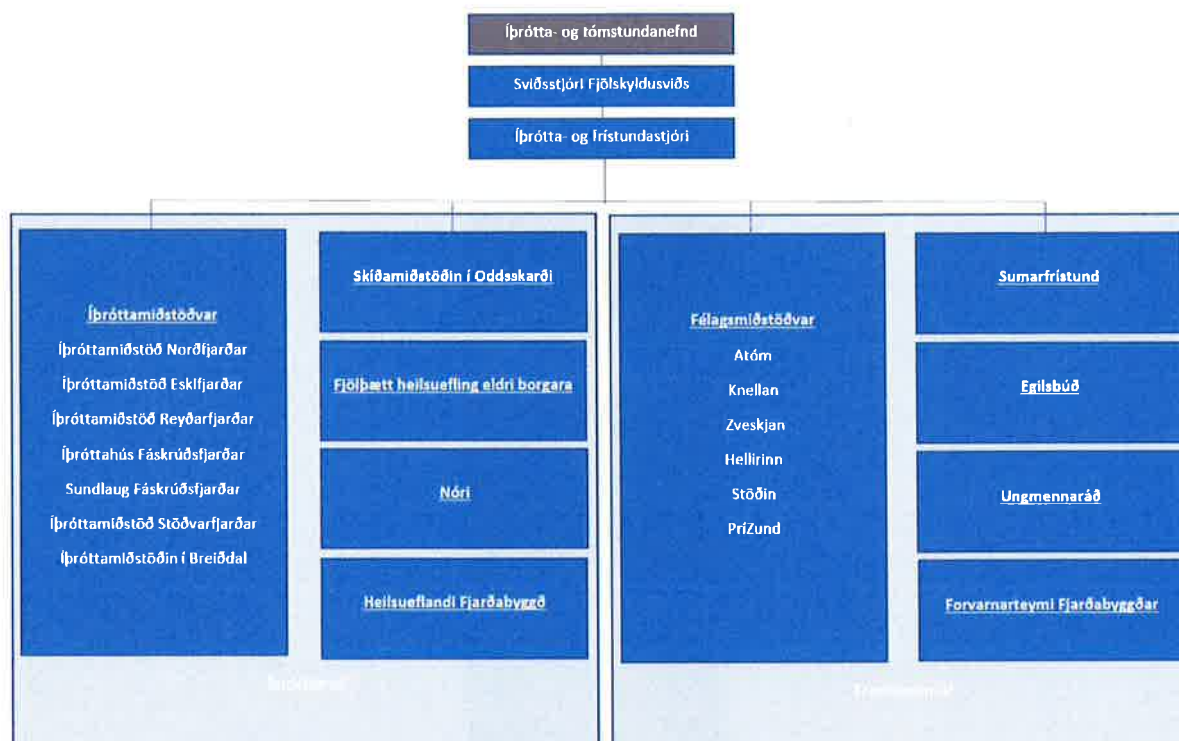 Íþrótta- og tómstundanefnd
Sviðsstjóri Fjölskyldusviðs
Íþrótta- og frístundastjóri
Íþróttamiðstöðvar
Íþróttamiðstöð Norðfjarðar
Íþróttamiðstöð Eskifjarðar
Íþróttamiðstöð Reyðarfjarðar
Íþróttahús Fáskrúðsfjarðar
Sundlaug Fáskrúðsfjarðar
Íþróttamiðstöð Stöðvarfjarðar
Íþróttamiðstöðin í Breiðdal
Skíðamiðstöðin í Oddsskarði
Fjölþætt heilsuefling eldri borgara
Nóri
Heilsueflandi Fjarðabyggð
Félagsmiðstöðvar
Atóm
Knellan
Zveskjan
Hellirinn
Stöðin
PríZund
Sumarfrístund
Egilsbúð
Ungmennaráð
Forvarnarteymi Fjarðabyggðar